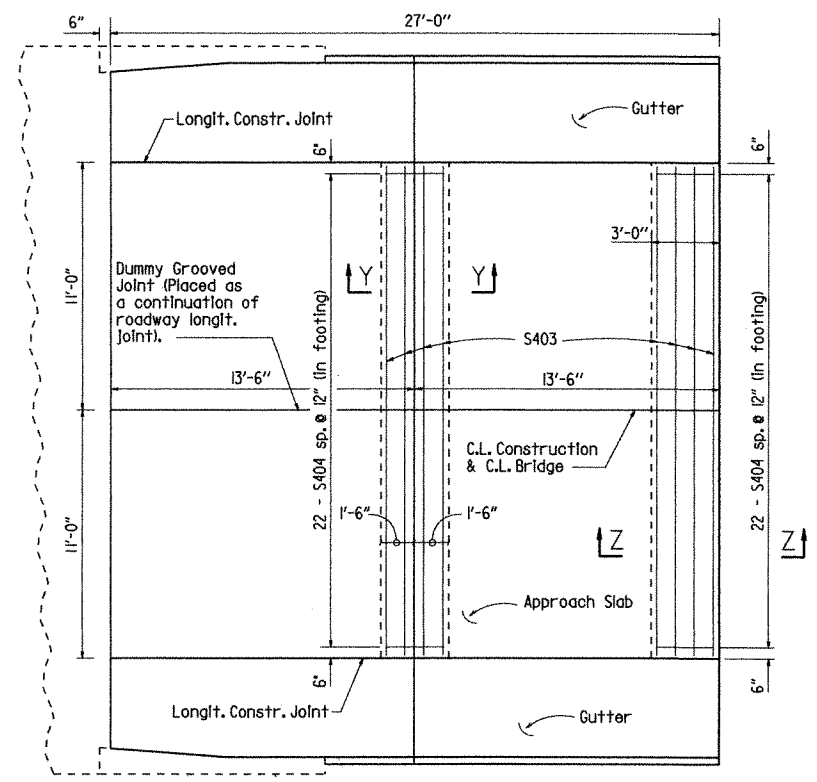 6"
27'-0"
Longit. Constr. Joint
Gutter
6"
6"
3'-0"
Y
Y
11'-0"
Dummy Grooved
Joint (Placed as
a continuation of
roadway longit.
joint).
S403
13'-6"
13'-6"
22 - S404 sp. @ 12" (in footing)
22 - S404 sp. @ 12" (in footing)
C.L. Construction
& C.L. Bridge
1'-6"
1'-6"
11'-0"
Z
Z
Approach Slab
6"
6"
Longit. Constr. Joint
Gutter